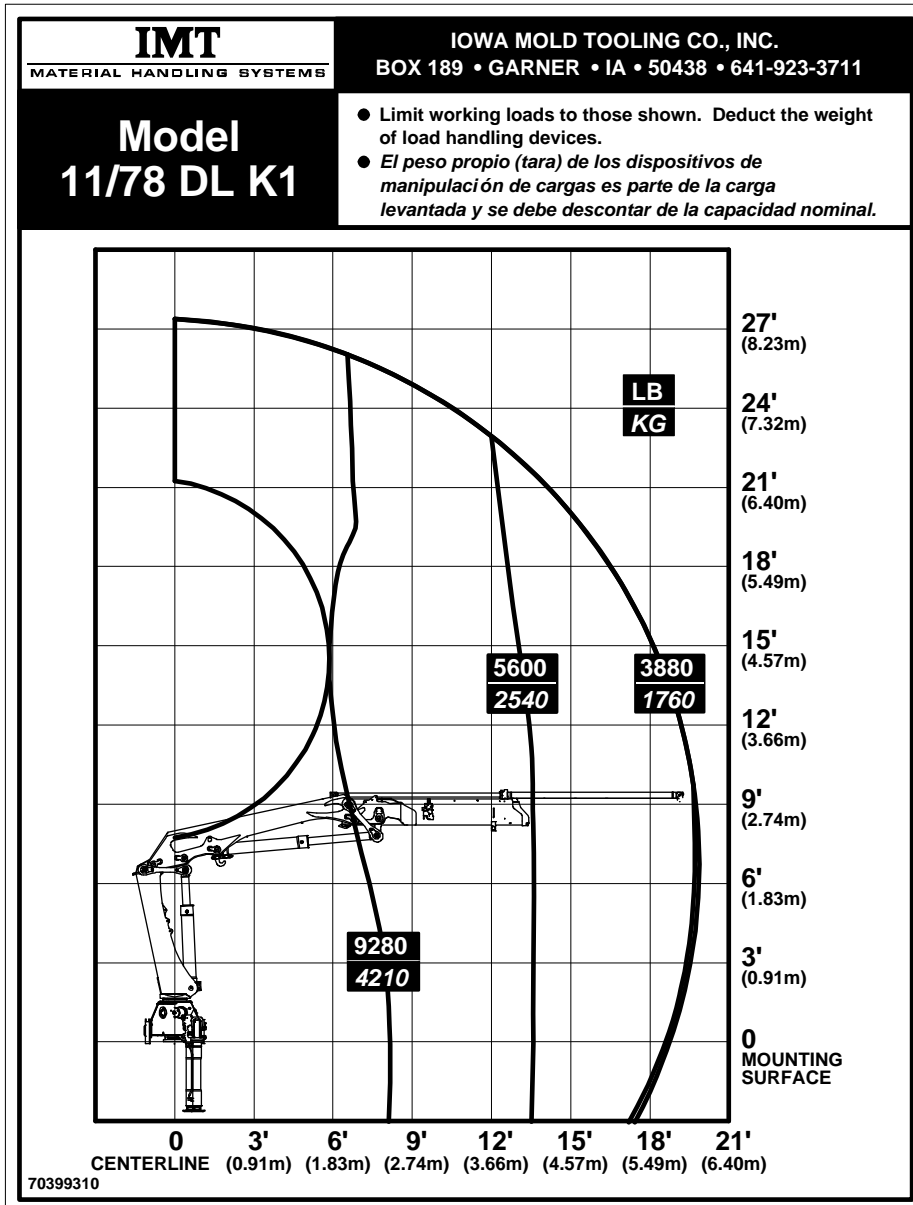 IMT
MATERIAL HANDLING SYSTEMS
IOWA MOLD TOOLING CO., INC.
BOX 189 • GARNER • IA • 50438 • 641-923-3711
Model
11/78 DL K1
● Limit working loads to those shown. Deduct the weight
of load handling devices.
● El peso propio (tara) de los dispositivos de
manipulación de cargas es parte de la carga
levantada y se debe descontar de la capacidad nominal.
27'
(8.23m)
LB
KG
24'
(7.32m)
21'
(6.40m)
18'
(5.49m)
15'
(4.57m)
5600
2540
3880
1760
12'
(3.66m)
9'
(2.74m)
6'
(1.83m)
9280
4210
3'
(0.91m)
0
MOUNTING
SURFACE
0 3' 6' 9' 12' 15' 18' 21'
CENTERLINE (0.91m) (1.83m) (2.74m) (3.66m) (4.57m) (5.49m) (6.40m)
70399310